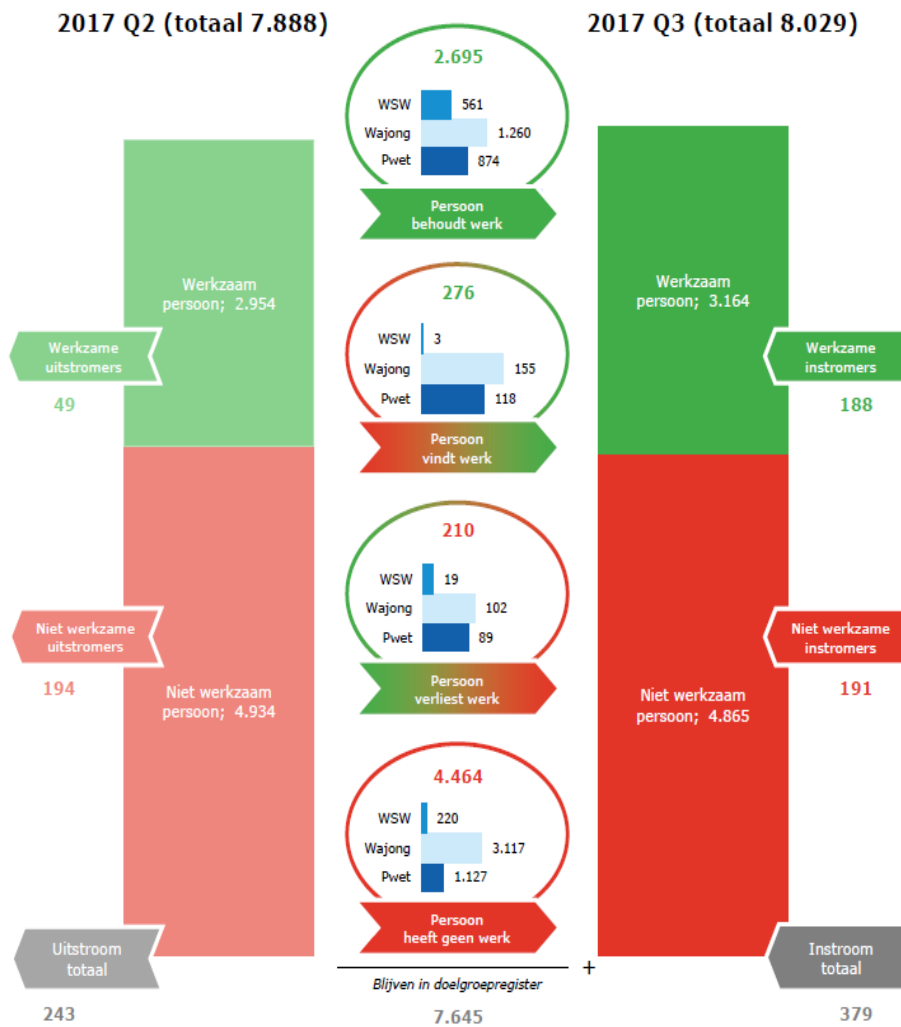 2017 Q2 (totaal 7.888)
2017 Q3 (totaal 8.029)
2.695
WSW 561
Wajong 1.260
Pwet 874
Persoon
behoudt werk
Werkzaam
persoon; 2.954
Werkzaam
persoon; 3.164
276
WSW 3
Wajong 155
Pwet 118
Persoon
vindt werk
Werkzame
uitstromers
49
Werkzame
instromers
188
210
WSW 19
Wajong 102
Pwet 89
Persoon
verliest werk
Niet werkzame
uitstromers
194
Niet werkzaam
persoon; 4.934
Niet werkzaam
persoon; 4.865
Niet werkzame
instromers
191
4.464
WSW 220
Wajong 3.117
Pwet 1.127
Persoon
heeft geen werk
Uitstroom
totaal
243
+
Blijven in doelgroepregister
7.645
Instroom
totaal
379